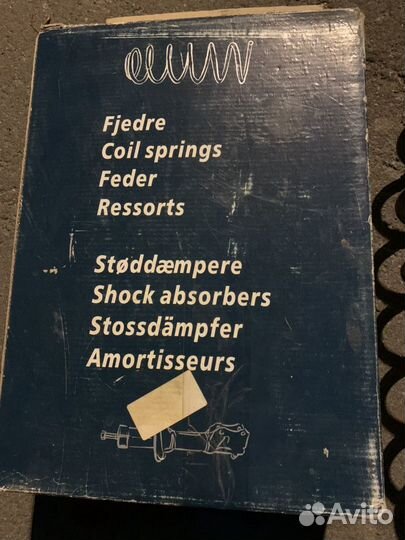 Fjedre
Coil springs
Feder
Ressorts
Støddæmpere
Shock absorbers
Stossdämpfer
Amortisseurs
Avito